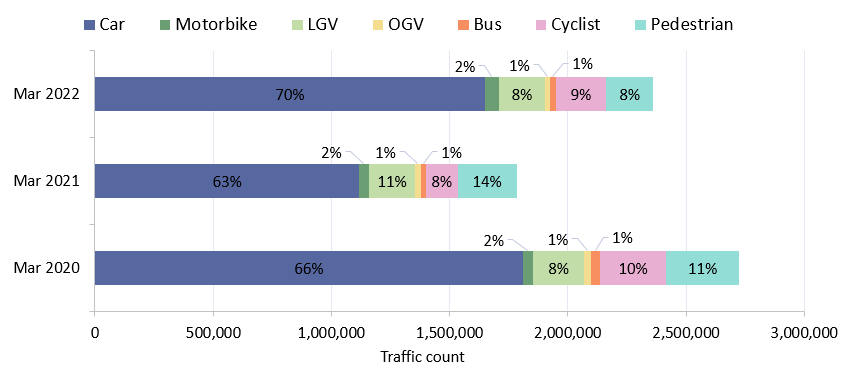 Car Motorbike LGV OGV Bus Cyclist Pedestrian
2% 1% 1%
Mar 2022 70% 8% 9% 8%
2% 1% 1%
Mar 2021 63% 11% 8% 14%
2% 1% 1%
Mar 2020 66% 8% 10% 11%
0 500,000 1,000,000 1,500,000 2,000,000 2,500,000 3,000,000
Traffic count